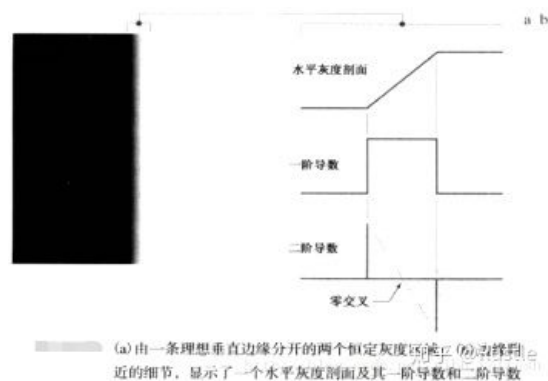 a b
水平灰度剖面
一阶导数
二阶导数
零交叉
(a)由一条理想垂直边缘分开的两个恒定灰度区域;(b)边缘附
近的细节,显示了一个水平灰度剖面及其一阶导数和二阶导数
知乎